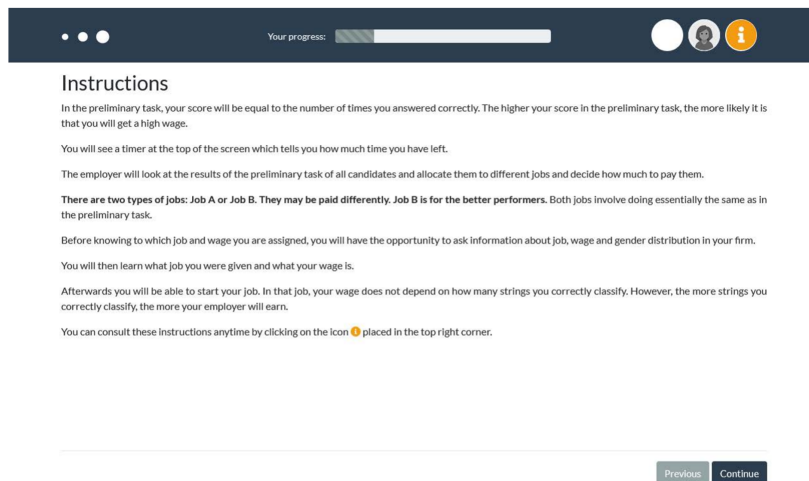 Your progress:
Instructions
In the preliminary task, your score will be equal to the number of times you answered correctly. The higher your score in the preliminary task, the more likely it is
that you will get a high wage.
You will see a timer at the top of the screen which tells you how much time you have left.
The employer will look at the results of the preliminary task of all candidates and allocate them to different jobs and decide how much to pay them.
There are two types of jobs: Job A or Job B. They may be paid differently. Job B is for the better performers. Both jobs involve doing essentially the same as in
the preliminary task.
Before knowing to which job and wage you are assigned, you will have the opportunity to ask information about job, wage and gender distribution in your firm.
You will then learn what job you were given and what your wage is.
Afterwards you will be able to start your job. In that job, your wage does not depend on how many strings you correctly classify. However, the more strings you
correctly classify, the more your employer will earn.
You can consult these instructions anytime by clicking on the icon i placed in the top right corner.
Previous Continue